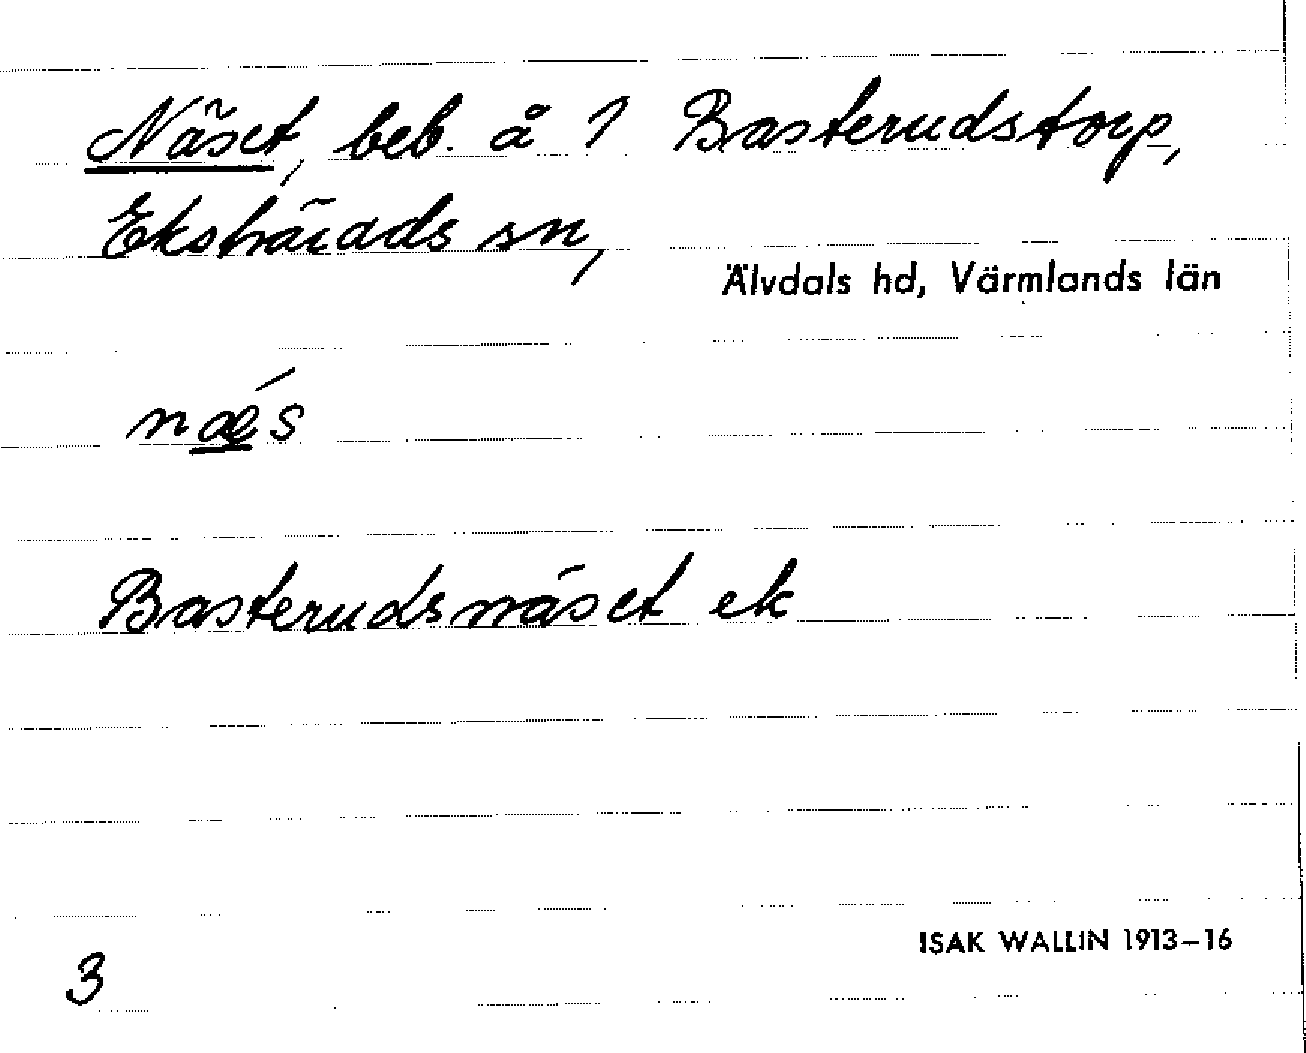 Näset, beb. å 1 Basterudstorp,
Ekshärads sn,
Älvdals hd, Värmlands län
næ´s
Basterudsnäset ek
ISAK WALLIN 1913–16
3